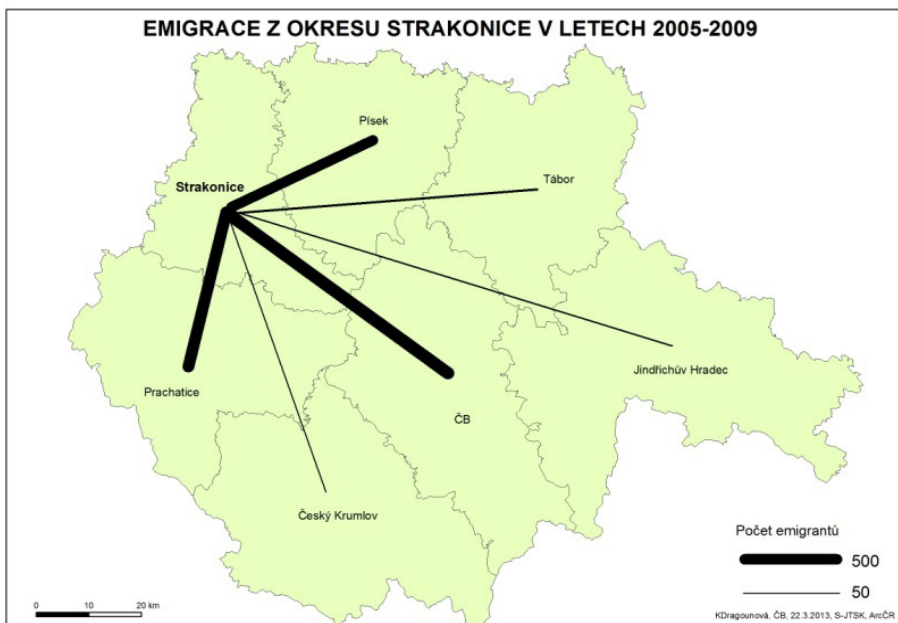 EMIGRACE Z OKRESU STRAKONICE V LETECH 2005-2009
Písek
Strakonice
Tábor
Jindřichův Hradec
Prachatice
ČB
Český Krumlov
Počet emigrantů
500
50
0 10 20 km
KDragounová, ČB, 22.3.2013, S-JTSK, ArcČR